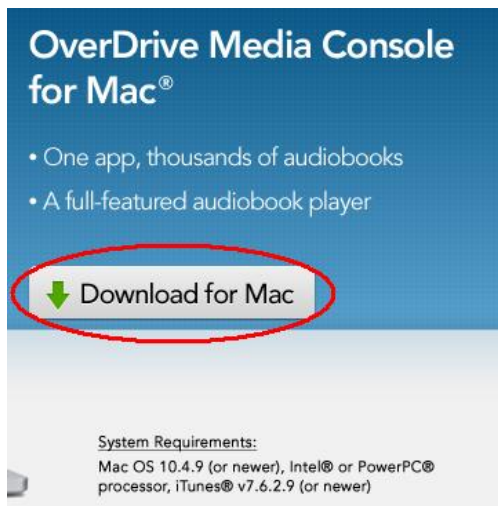 OverDrive Media Console
for Mac®
• One app, thousands of audiobooks
• A full-featured audiobook player
Download for Mac
System Requirements:
Mac OS 10.4.9 (or newer), Intel® or PowerPC®
processor, iTunes® v7.6.2.9 (or newer)